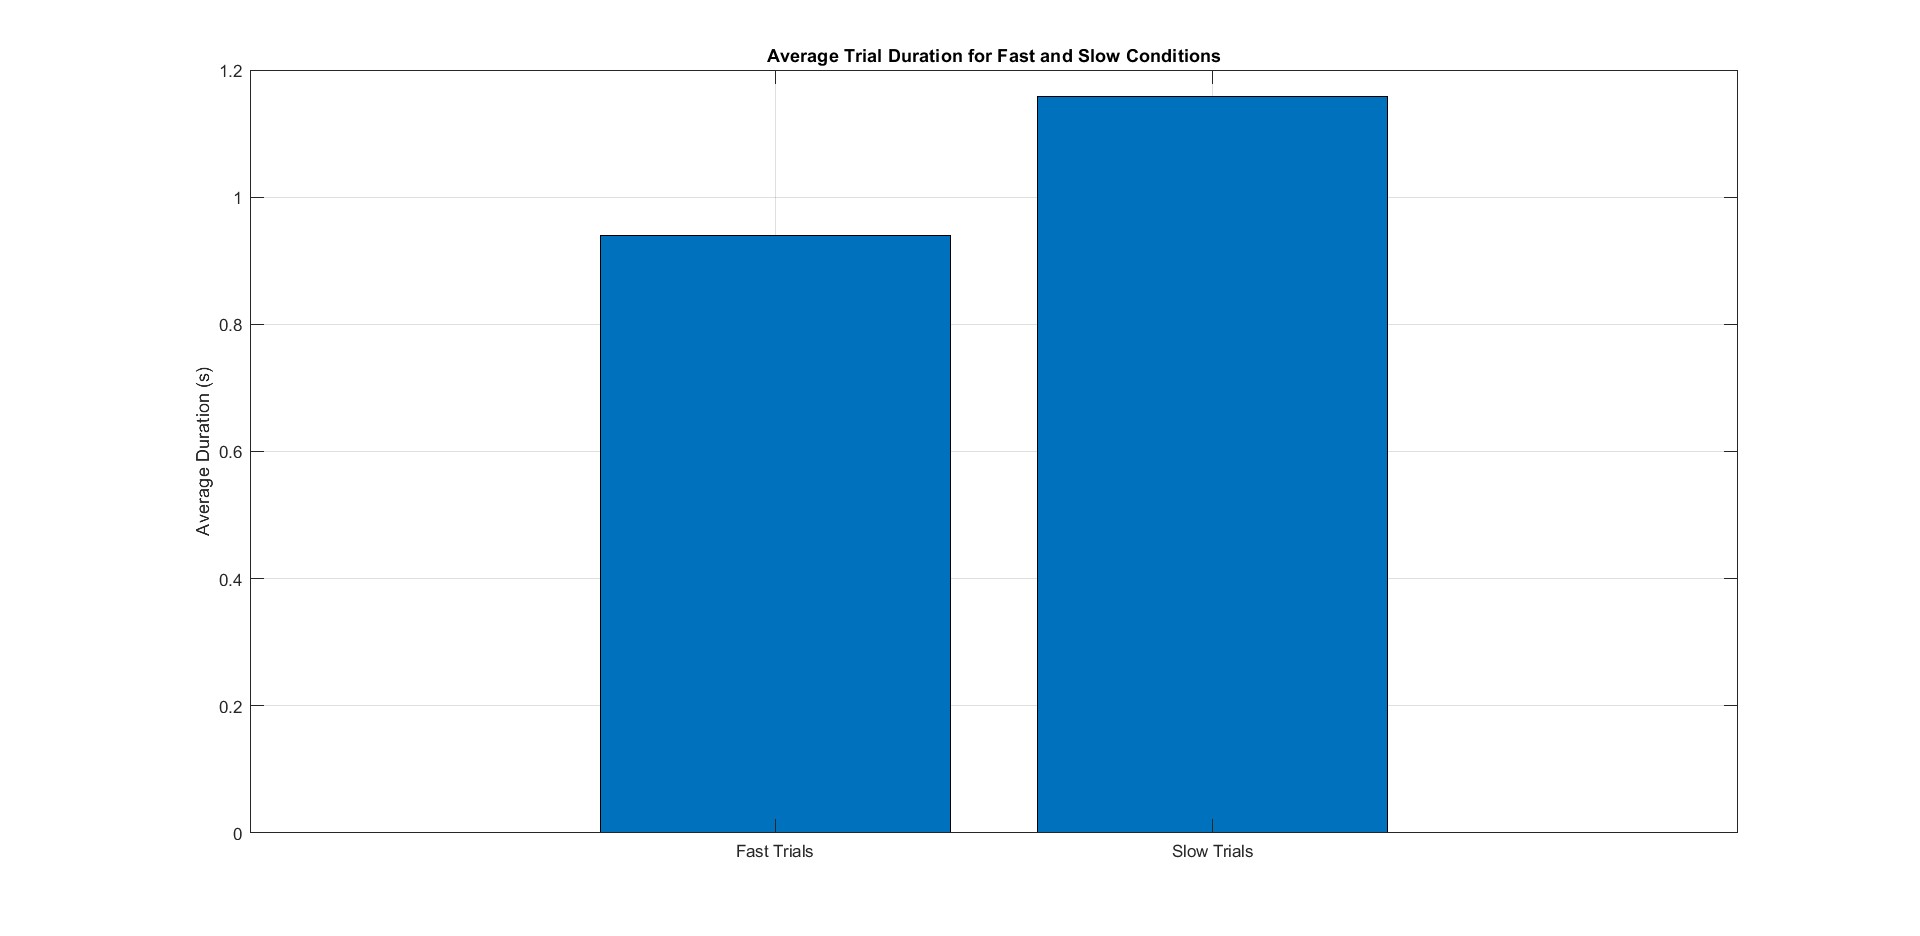 Average Trial Duration for Fast and Slow Conditions
Average Duration (s)
1.2
1
0.8
0.6
0.4
0.2
0
Fast Trials
Slow Trials